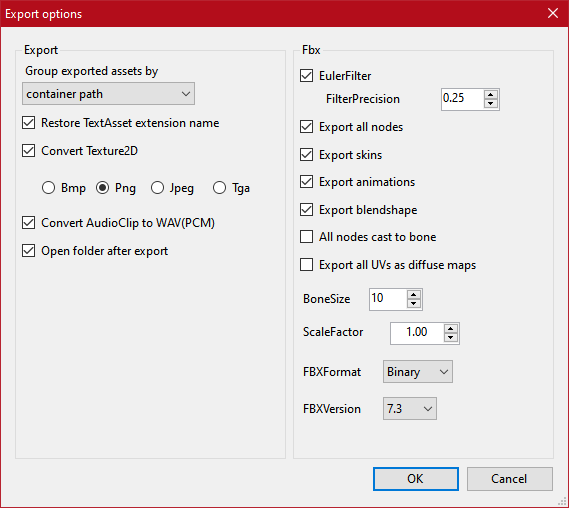 Export options
Export
Group exported assets by
container path
Restore TextAsset extension name
Convert Texture2D
Bmp Png Jpeg Tga
Convert AudioClip to WAV(PCM)
Open folder after export
Fbx
EulerFilter
FilterPrecision 0.25
Export all nodes
Export skins
Export animations
Export blendshape
All nodes cast to bone
Export all UVs as diffuse maps
BoneSize 10
ScaleFactor 1.00
FBXFormat Binary
FBXVersion 7.3
OK Cancel